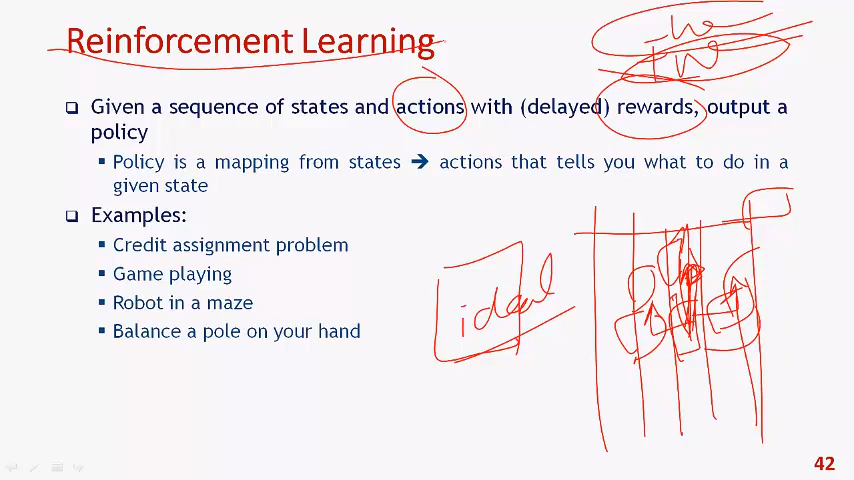 Reinforcement Learning
Given a sequence of states and actions with (delayed) rewards, output a
policy
Policy is a mapping from states ➔ actions that tells you what to do in a
given state
Examples:
Credit assignment problem
Game playing
Robot in a maze
Balance a pole on your hand
ideal
42